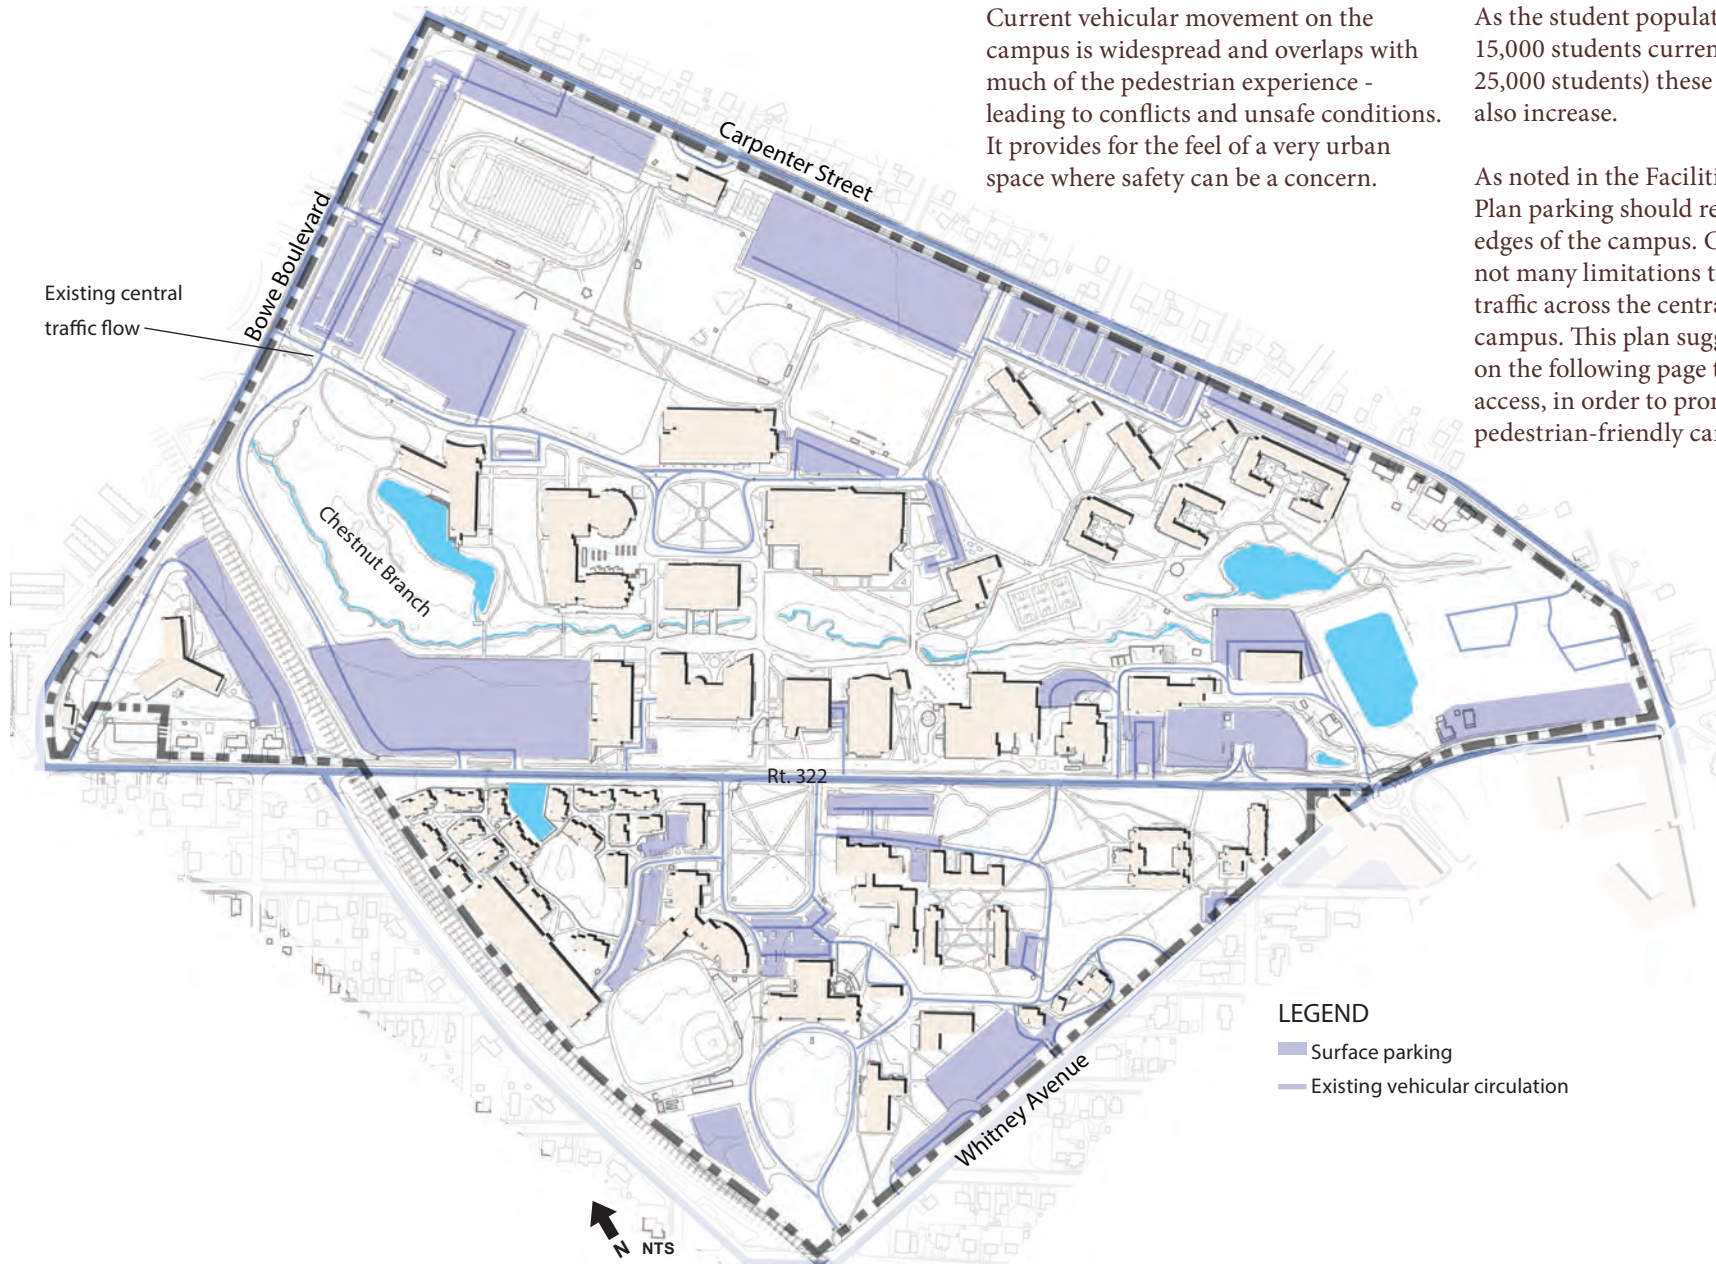 Current vehicular movement on the
campus is widespread and overlaps with
much of the pedestrian experience -
leading to conflicts and unsafe conditions.
It provides for the feel of a very urban
space where safety can be a concern.
As the student populat
15,000 students curren
25,000 students) these
also increase.
As noted in the Faciliti
Plan parking should re
edges of the campus. C
not many limitations t
traffic across the centra
campus. This plan sugg
on the following page t
access, in order to pron
pedestrian-friendly car
Carpenter Street
Bowe Boulevard
Existing central
traffic flow
Chestnut Branch
Rt. 322
Whitney Avenue
LEGEND
Surface parking
Existing vehicular circulation
N NTS